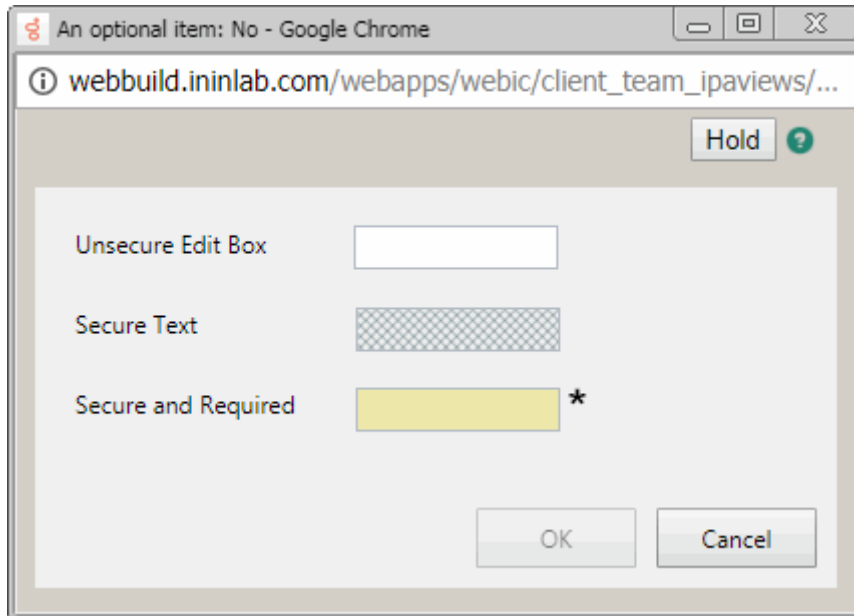 An optional item: No - Google Chrome
webbuild.ininlab.com/webapps/webic/client_team_ipaviews/...
Hold ?
Unsecure Edit Box
Secure Text
Secure and Required *
OK Cancel